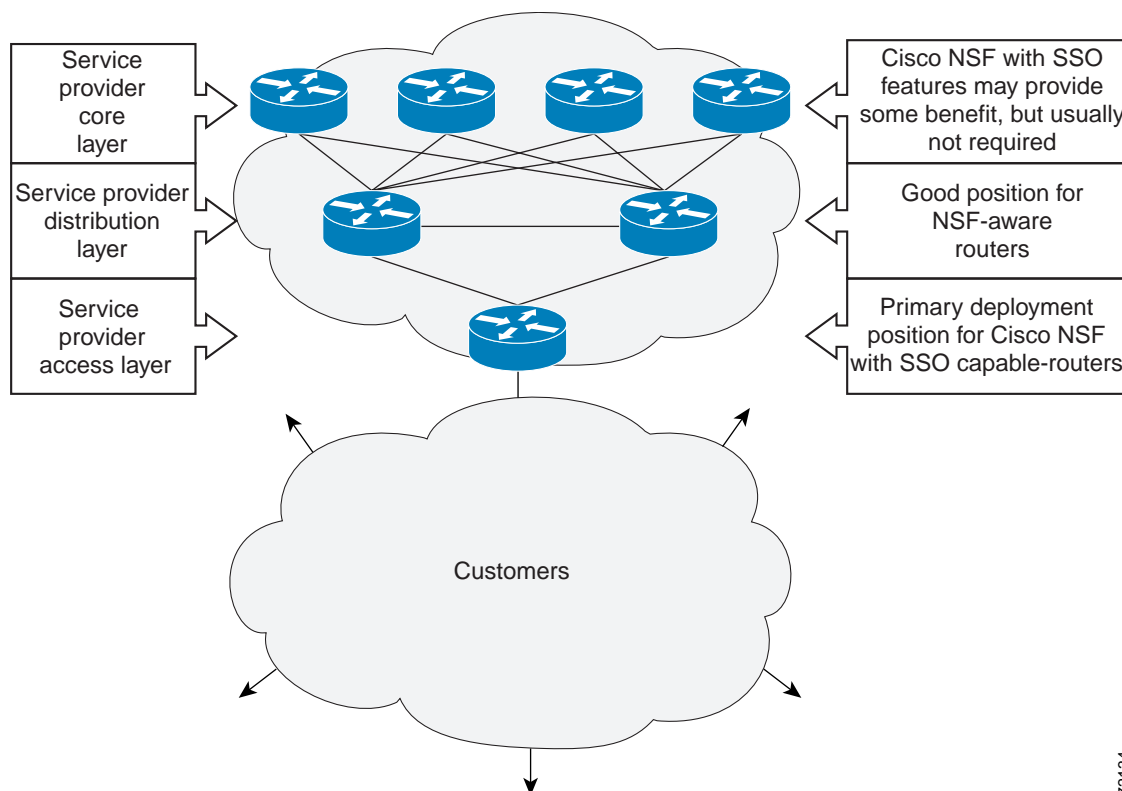 Service
provider
core
layer
Cisco NSF with SSO
features may provide
some benefit, but usually
not required
Service provider
distribution
layer
Good position for
NSF-aware
routers
Service
provider
access layer
Primary deployment
position for Cisco NSF
with SSO capable-routers
Customers